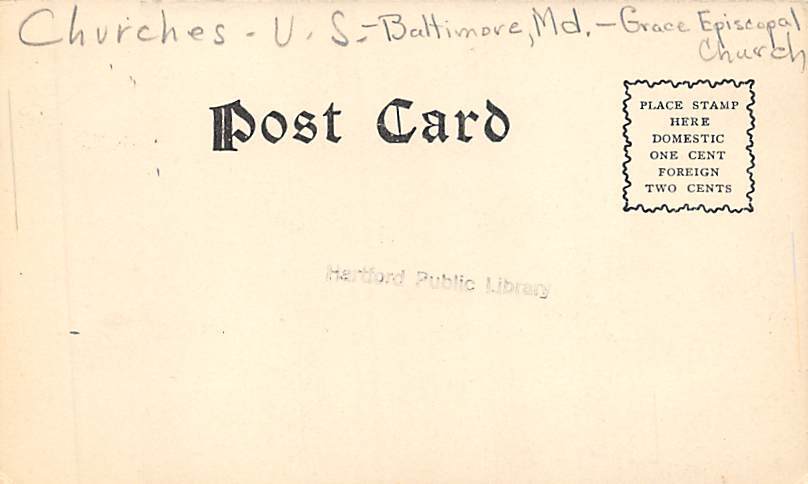 Churches - U.S. - Baltimore, Md. - Grace Episcopal
Church
Post Card
PLACE STAMP
HERE
DOMESTIC
ONE CENT
FOREIGN
TWO CENTS
Hartford Public Library